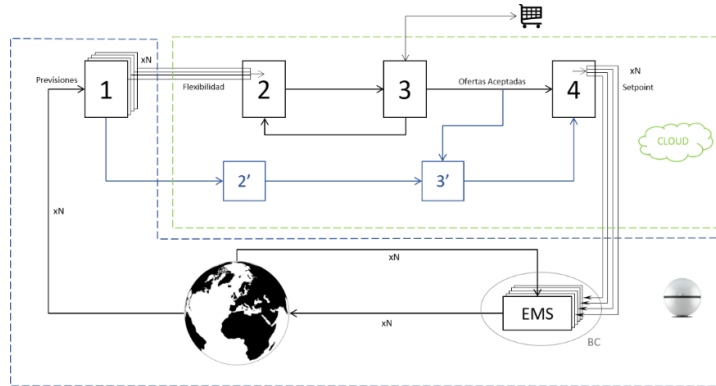 xN
xN
Previsiones
1
2
3
Ofertas Aceptadas
4
Setpoint
Flexibilidad
CLOUD
2’
3’
xN
xN
EMS
xN
BC